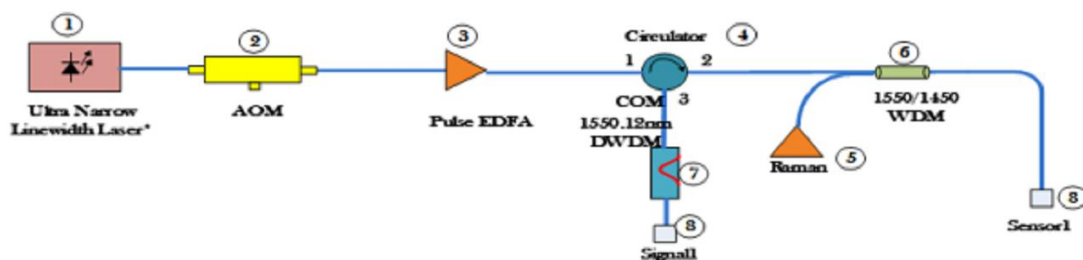 1
2
3
Circulator
4
6
1
2
COM
3
Ultra Narrow
Linewidth Laser*
AOM
Pulse EDFA
1550.12nm
DWDM
1550/1450
WDM
Raman
5
7
8
Sensor1
8
Signal1